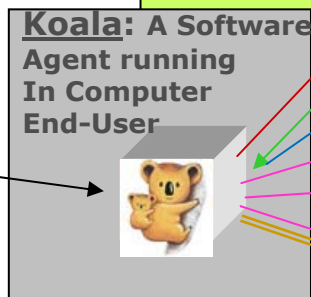 Koala: A Software
Agent running
In Computer
End-User